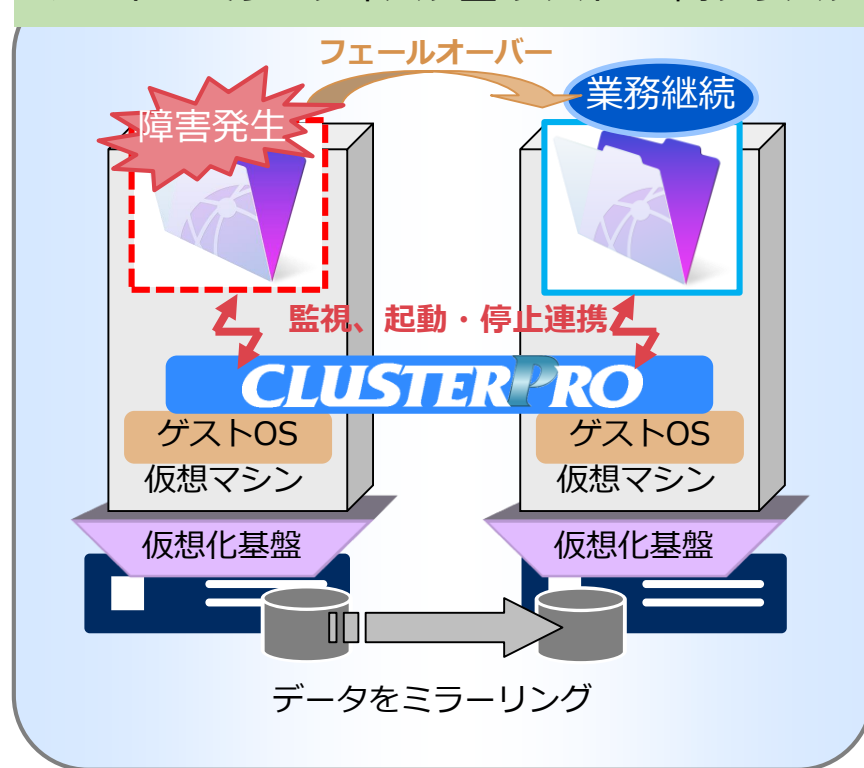 フェールオーバー
障害発生
業務継続
監視、起動・停止連携
CLUSTERPRO
ゲストOS
ゲストOS
仮想マシン
仮想マシン
仮想化基盤
仮想化基盤
データをミラーリング